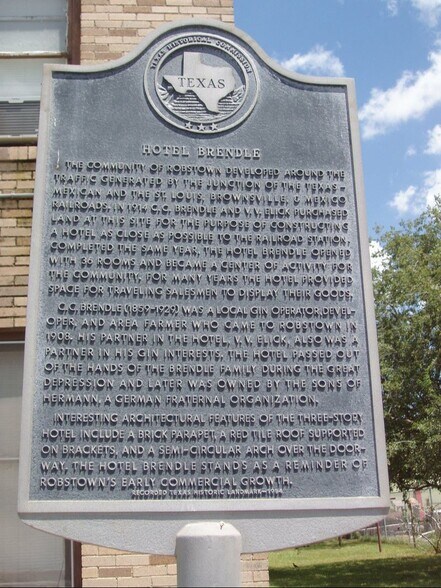 TEXAS HISTORICAL COMMISSION
TEXAS
HOTEL BRENDLE
THE COMMUNITY OF ROBSTOWN DEVELOPED AROUND THE
TRAFFIC GENERATED BY THE JUNCTION OF THE TEXAS-
MEXICAN AND THE ST. LOUIS, BROWNSVILLE, & MEXICO
RAILROADS. IN 1914 C.C. BRENDLE AND V.V. ELICK PURCHASED
LAND AT THIS SITE FOR THE PURPOSE OF CONSTRUCTING
A HOTEL AS CLOSE AS POSSIBLE TO THE RAILROAD STATION.
COMPLETED THE SAME YEAR, THE HOTEL BRENDLE OPENED
WITH 36 ROOMS AND BECAME A CENTER OF ACTIVITY FOR
THE COMMUNITY. FOR MANY YEARS THE HOTEL PROVIDED
SPACE FOR TRAVELING SALESMEN TO DISPLAY THEIR GOODS.
C.C. BRENDEL (1859-1929) WAS A LOCAL GIN OPERATOR, DEVEL-
OPER, AND AREA FARMER WHO CAME TO ROBSTOWN IN
1908. HIS PARTNER IN THE HOTEL, V.V. ELICK, ALSO WAS A
PARTNER IN HIS GIN INTERESTS. THE HOTEL PASSED OUT
OF THE HANDS OF THE BRENDLE FAMILY DURING THE GREAT
DEPRESSION AND LATER WAS OWNED BY THE SONS OF
HERMANN, A GERMAN FRATERNAL ORGANIZATION.
INTERESTING ARCHITECTURAL FEATURES OF THE THREE-STORY
HOTEL INCLUDE A BRICK PARAPET, A RED TILE ROOF SUPPORTED
ON BRACKETS, AND A SEMI-CIRCULAR ARCH OVER THE DOOR-
WAY. THE HOTEL BRENDLE STANDS AS A REMINDER OF
ROBSTOWN'S EARLY COMMERCIAL GROWTH.
RECORDED TEXAS HISTORIC LANDMARK